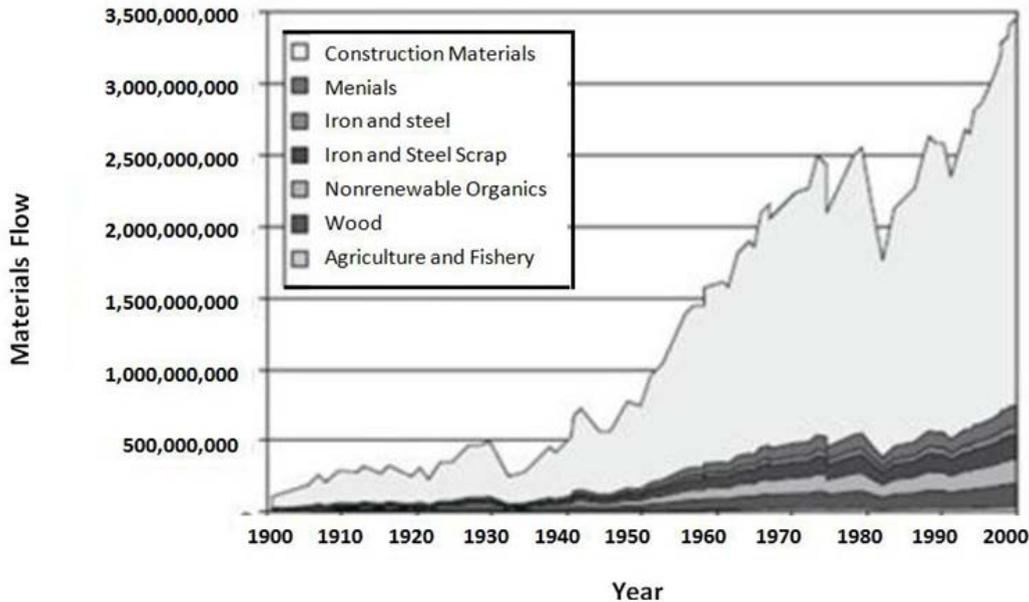 Materials Flow
3,500,000,000
3,000,000,000
2,500,000,000
2,000,000,000
1,500,000,000
1,000,000,000
500,000,000
-
Construction Materials
Menials
Iron and steel
Iron and Steel Scrap
Nonrenewable Organics
Wood
Agriculture and Fishery
1900 1910 1920 1930 1940 1950 1960 1970 1980 1990 2000
Year